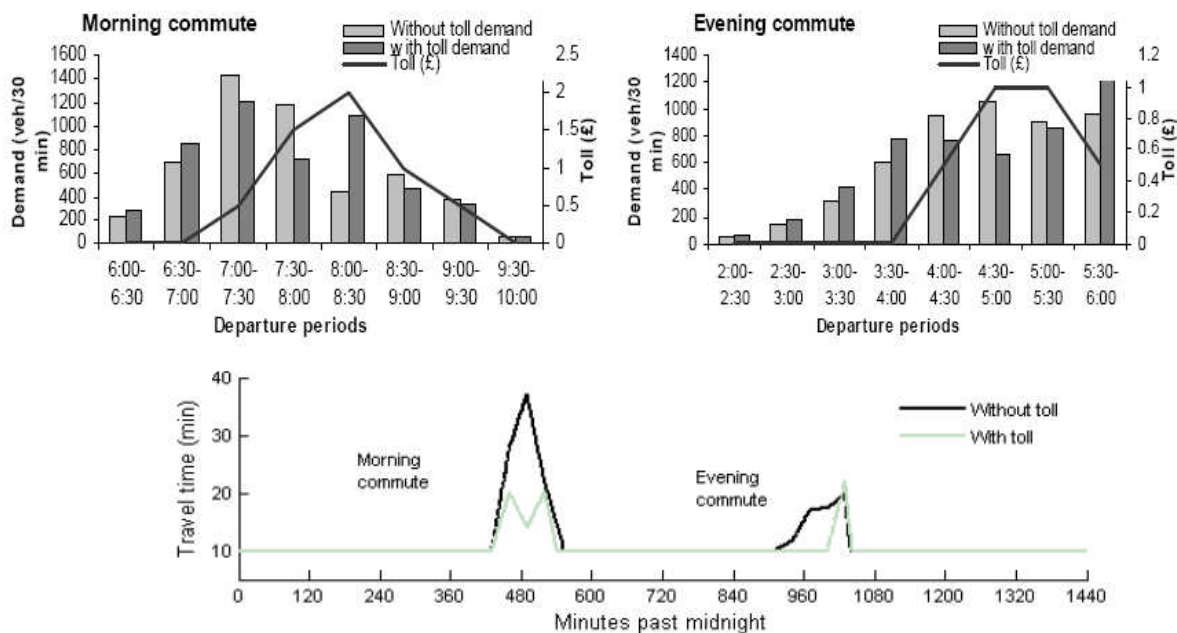 Morning commute
Without toll demand
with toll demand
Toll (£)
Demand (veh/30
min)
1600
1400
1200
1000
800
600
400
200
0
2.5
2
1.5
1
0.5
0
Toll (£)
6:00- 6:30- 7:00- 7:30- 8:00- 8:30- 9:00- 9:30-
6:30 7:00 7:30 8:00 8:30 9:00 9:30 10:00
Departure periods
Evening commute
Without toll demand
with toll demand
Toll (£)
Demand (veh/30
min)
1400
1200
1000
800
600
400
200
0
1.2
1
0.8
0.6
0.4
0.2
0
Toll (£)
2:00- 2:30- 3:00- 3:30- 4:00- 4:30- 5:00- 5:30-
2:30 3:00 3:30 4:00 4:30 5:00 5:30 6:00
Departure periods
Travel time (min)
40
30
20
10
Morning
commute
Evening
commute
Without toll
With toll
0 120 240 360 480 600 720 840 960 1080 1200 1320 1440
Minutes past midnight